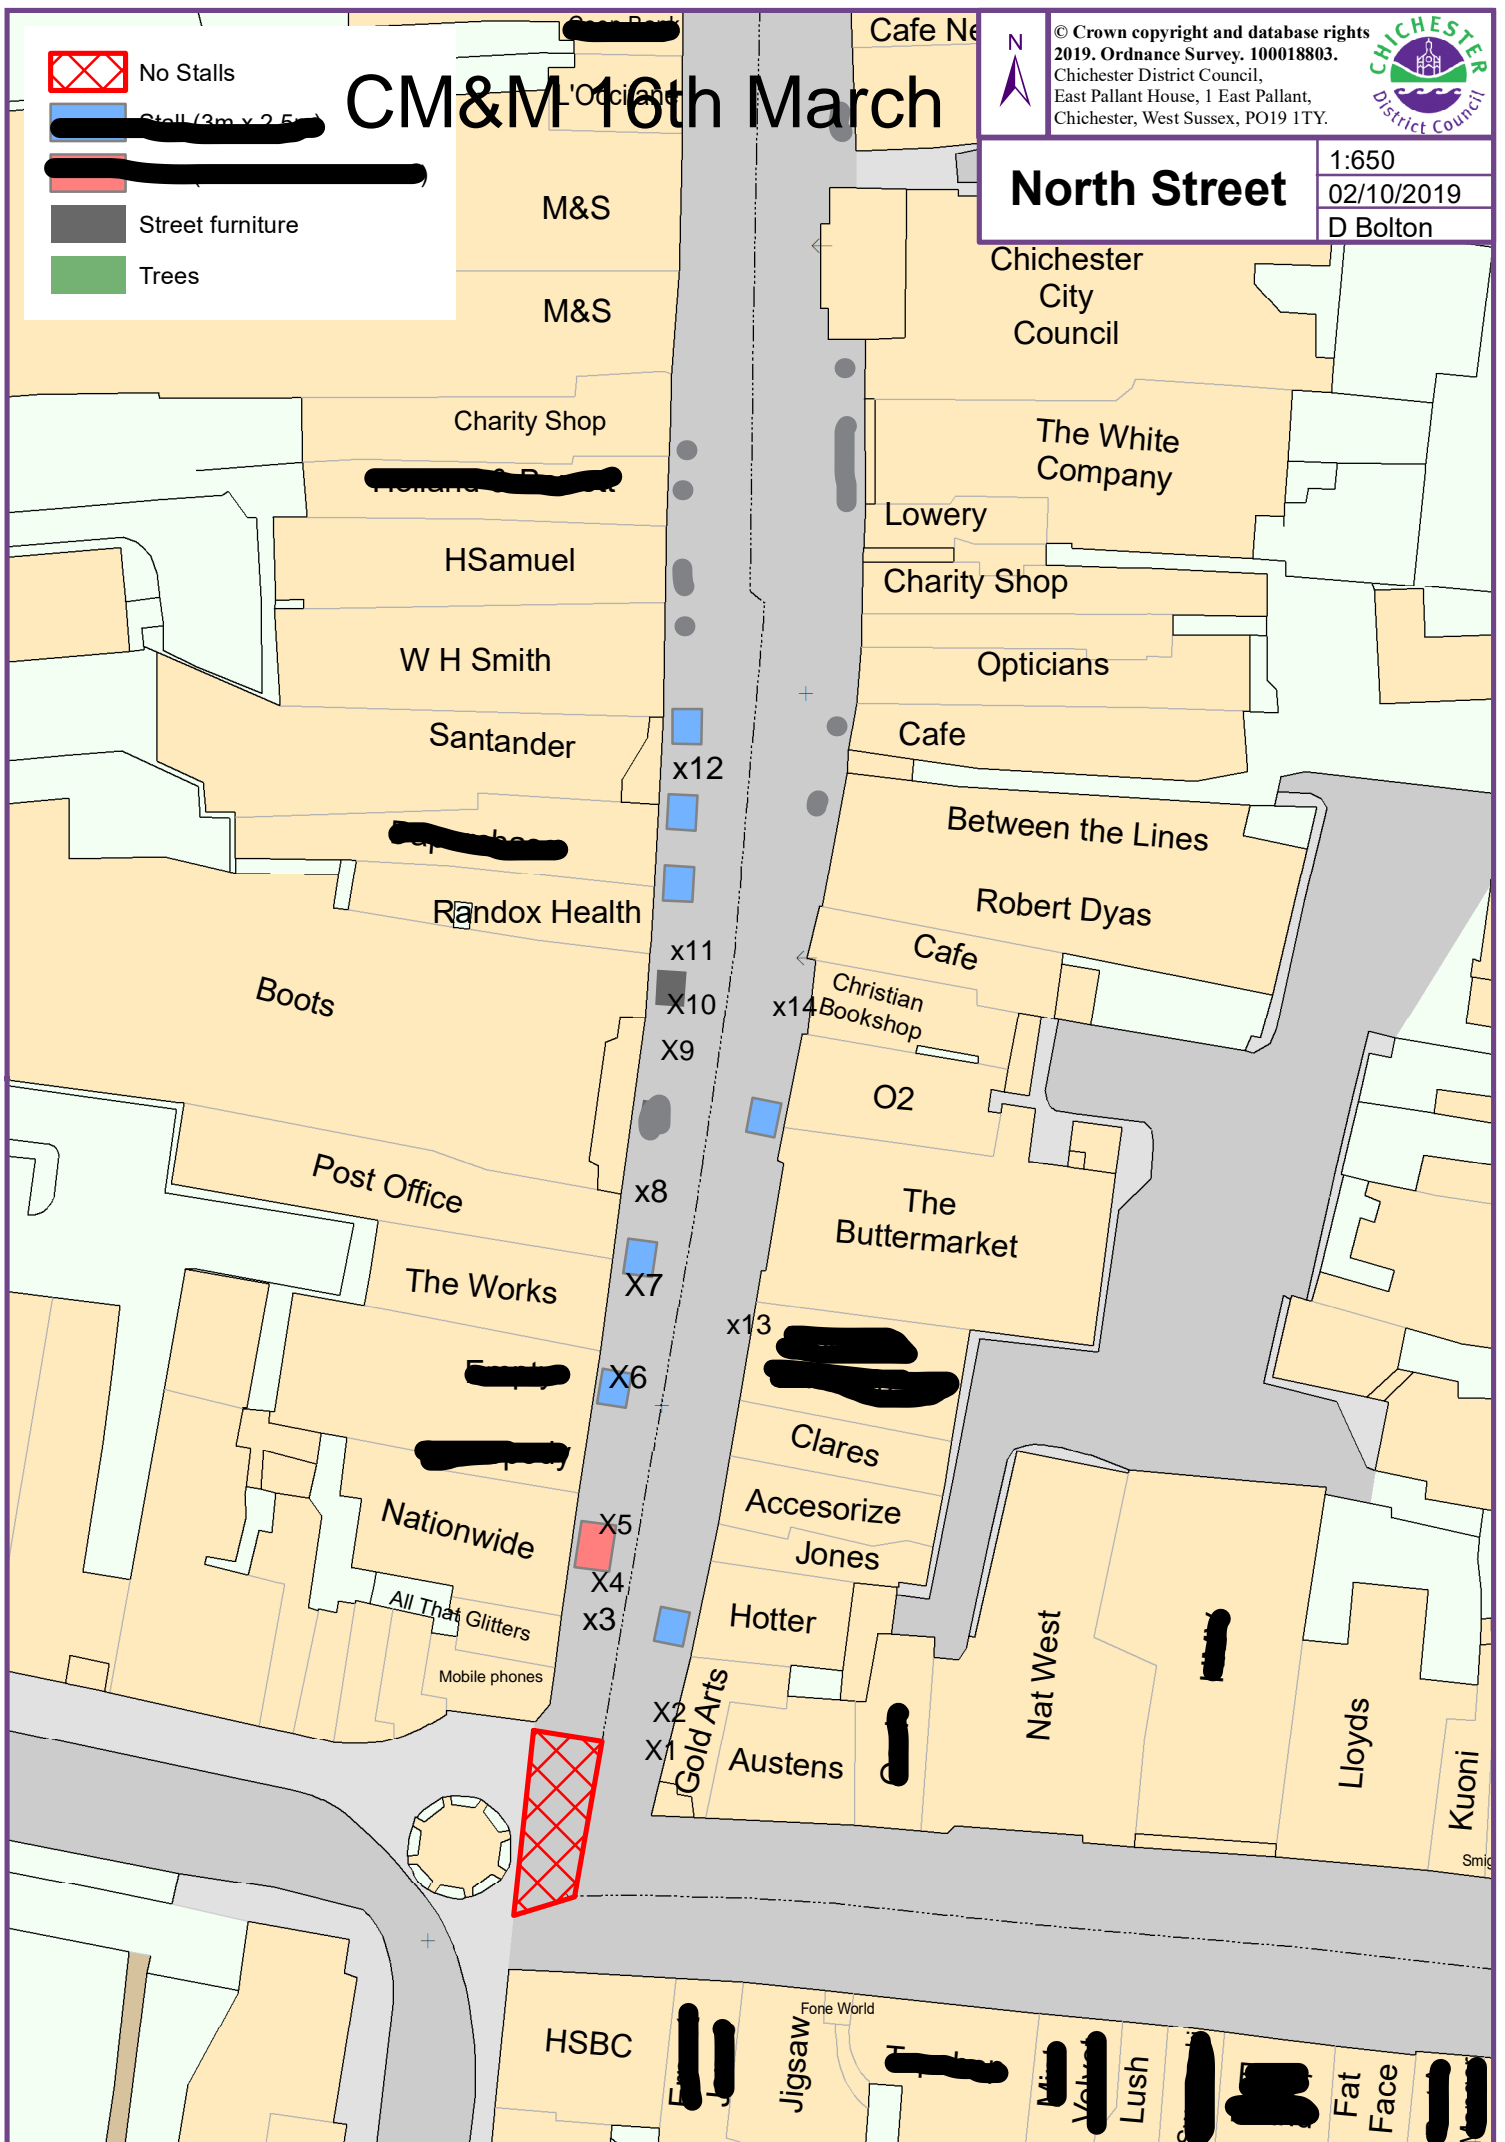 CM&M 16th March
No Stalls
Street furniture
Trees
N
© Crown copyright and database rights
2019. Ordnance Survey. 100018803.
Chichester District Council,
East Pallant House, 1 East Pallant,
Chichester, West Sussex, PO19 1TY.
CHICHESTER
District Council
North Street
1:650
02/10/2019
D Bolton
L'Occitane
Cafe
M&S
M&S
Chichester
City
Council
Charity Shop
The White
Company
Lowery
HSamuel
Charity Shop
W H Smith
Opticians
Santander
Cafe
x12
Between the Lines
Robert Dyas
Randox Health
x11
Cafe
Boots
X10
x14
Christian
Bookshop
X9
O2
Post Office
x8
The
Buttermarket
The Works
X7
x13
X6
Clares
Nationwide
X5
Accesorize
Jones
X4
All That Glitters
x3
Hotter
Mobile phones
X2
X1
Gold Arts
Austens
Nat West
Lloyds
Kuoni
HSBC
Jigsaw
Fone World
Lush
Fat
Face